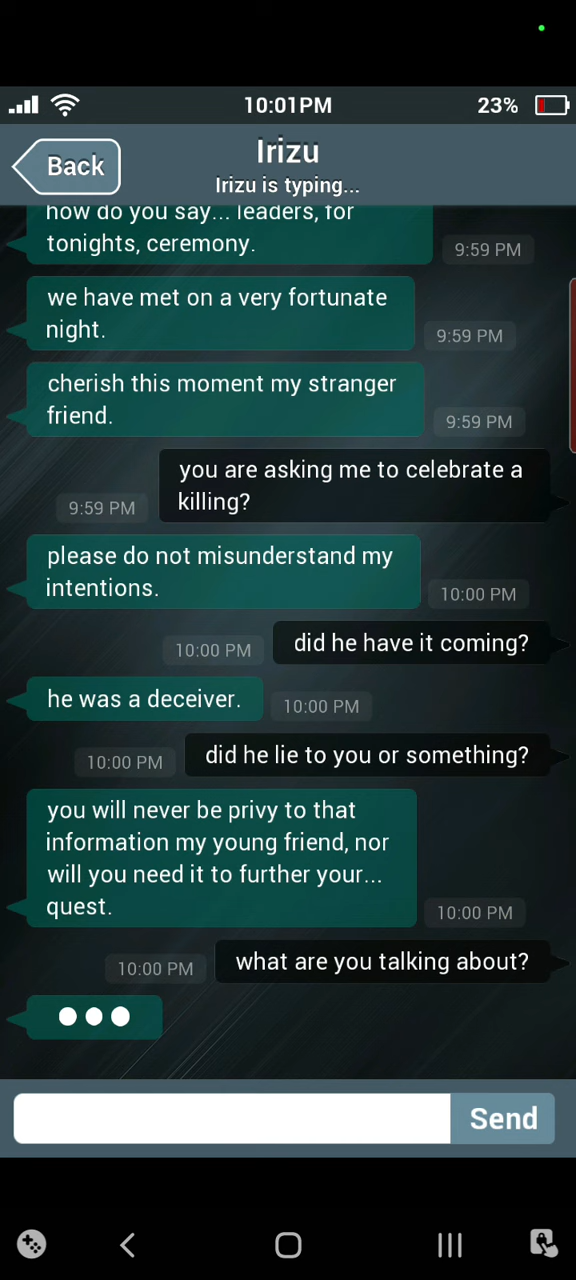 10:01PM
23%
Back
Irizu
Irizu is typing...
how do you say... leaders, for
tonights, ceremony.
9:59 PM
we have met on a very fortunate
night.
9:59 PM
cherish this moment my stranger
friend.
9:59 PM
you are asking me to celebrate a
killing?
9:59 PM
please do not misunderstand my
intentions.
10:00 PM
did he have it coming?
10:00 PM
he was a deceiver.
10:00 PM
did he lie to you or something?
10:00 PM
you will never be privy to that
information my young friend, nor
will you need it to further your...
quest.
10:00 PM
what are you talking about?
10:00 PM
Send